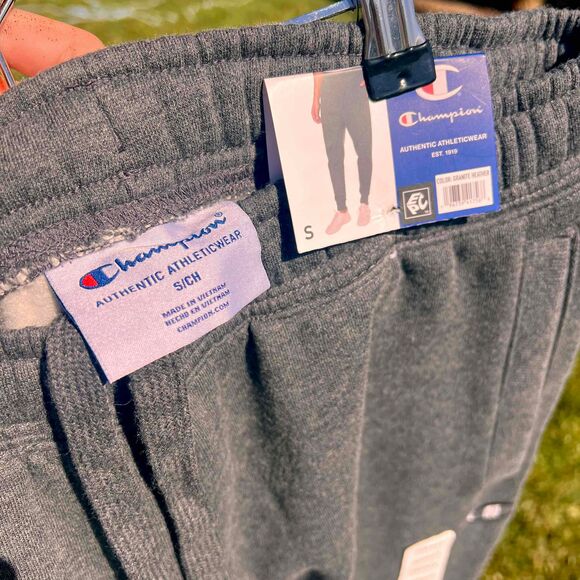 Champion
AUTHENTIC ATHLETICWEAR
EST. 1919
COLOR: GRANITE HEATHER
S
Champion
AUTHENTIC ATHLETICWEAR
S/CH
MADE IN VIETNAM
HECHO EN VIETNAM
CHAMPION.COM